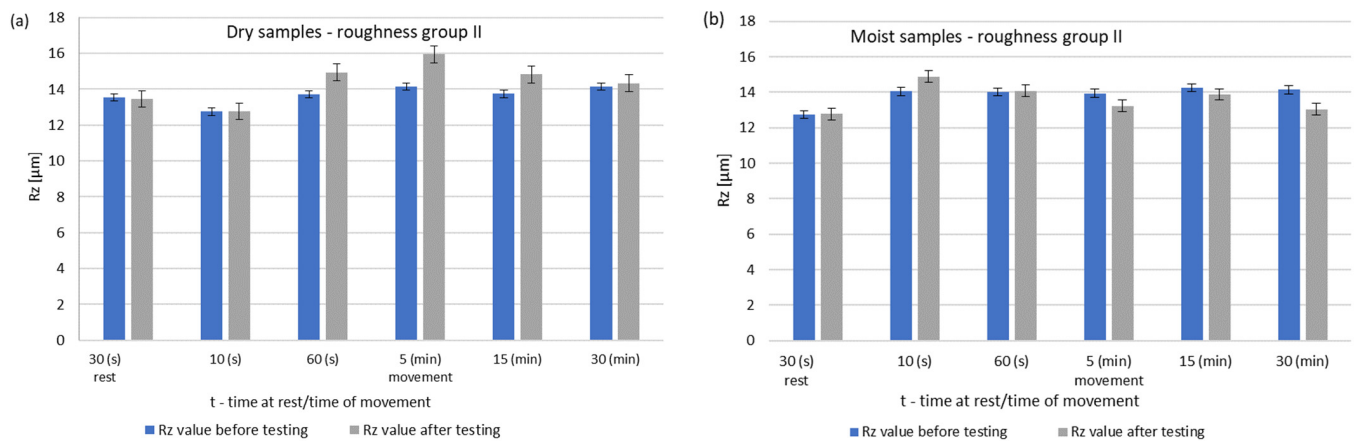 (a)
Dry samples - roughness group II
18
16
14
12
10
8
6
4
2
0
Rz [µm]
30 (s) 10 (s) 60 (s) 5 (min) 15 (min) 30 (min)
rest movement
t - time at rest/time of movement
Rz value before testing Rz value after testing
(b)
Moist samples - roughness group II
18
16
14
12
10
8
6
4
2
0
Rz [µm]
30 (s) 10 (s) 60 (s) 5 (min) 15 (min) 30 (min)
rest movement
t - time at rest/time of movement
Rz value before testing Rz value after testing